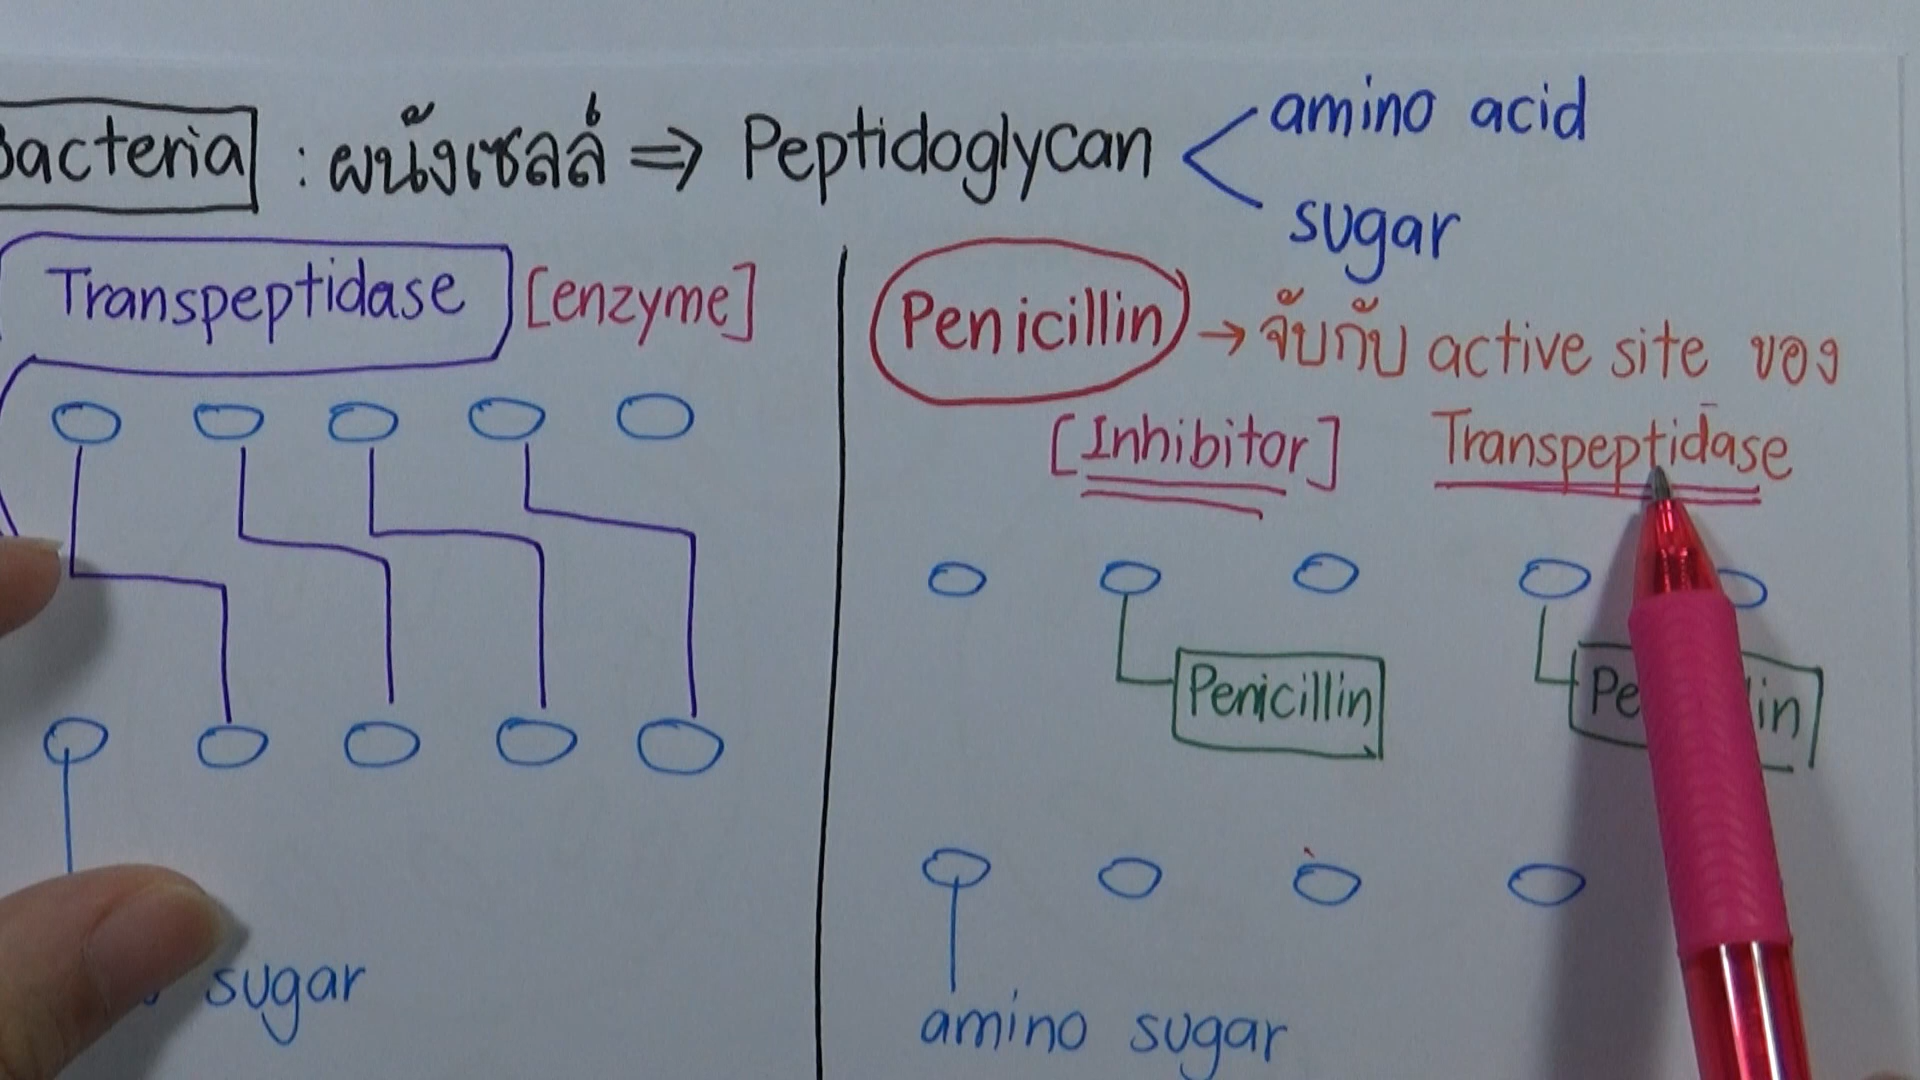 Bacteria : ผนังเซลล์ ⇒ Peptidoglycan
amino acid
sugar
Transpeptidase [enzyme]
Penicillin → จับกับ active site ของ
[Inhibitor] Transpeptidase
Penicillin
sugar
amino sugar